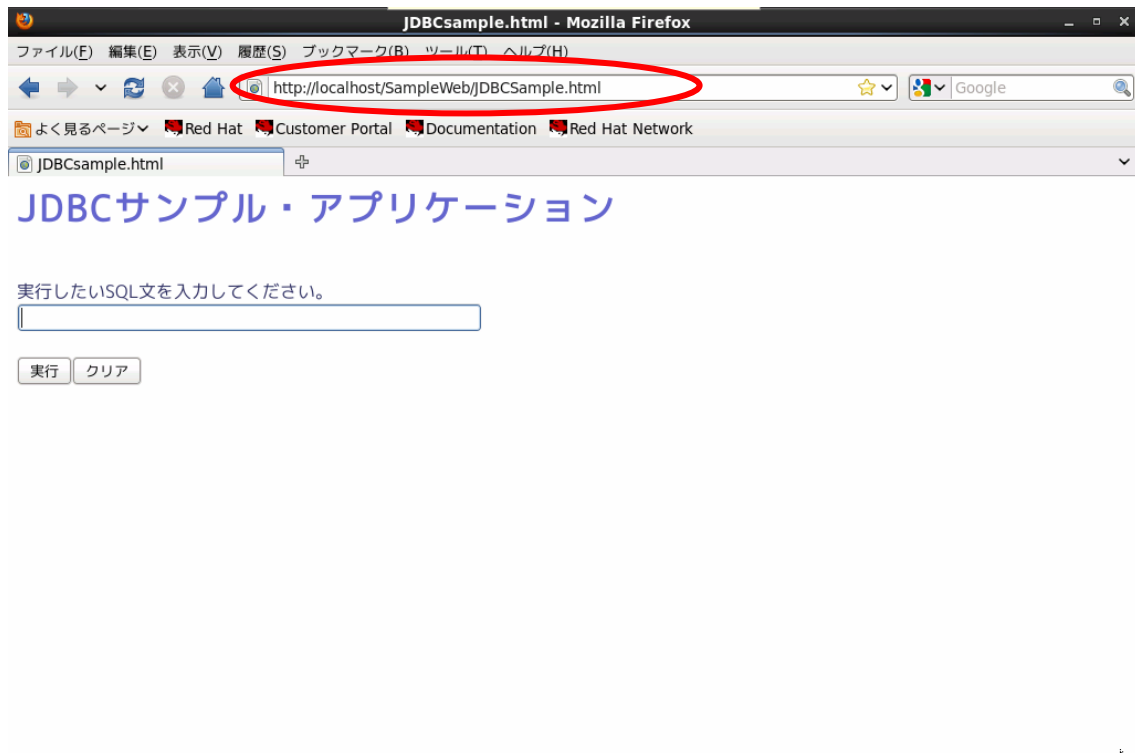 JDBCsample.html - Mozilla Firefox
ファイル(F) 編集(E) 表示(V) 履歴(S) ブックマーク(B) ツール(T) ヘルプ(H)
http://localhost/SampleWeb/JDBCSample.html Google
よく見るページ Red Hat Customer Portal Documentation Red Hat Network
JDBCsample.html
JDBCサンプル・アプリケーション
実行したいSQL文を入力してください。
実行 クリア